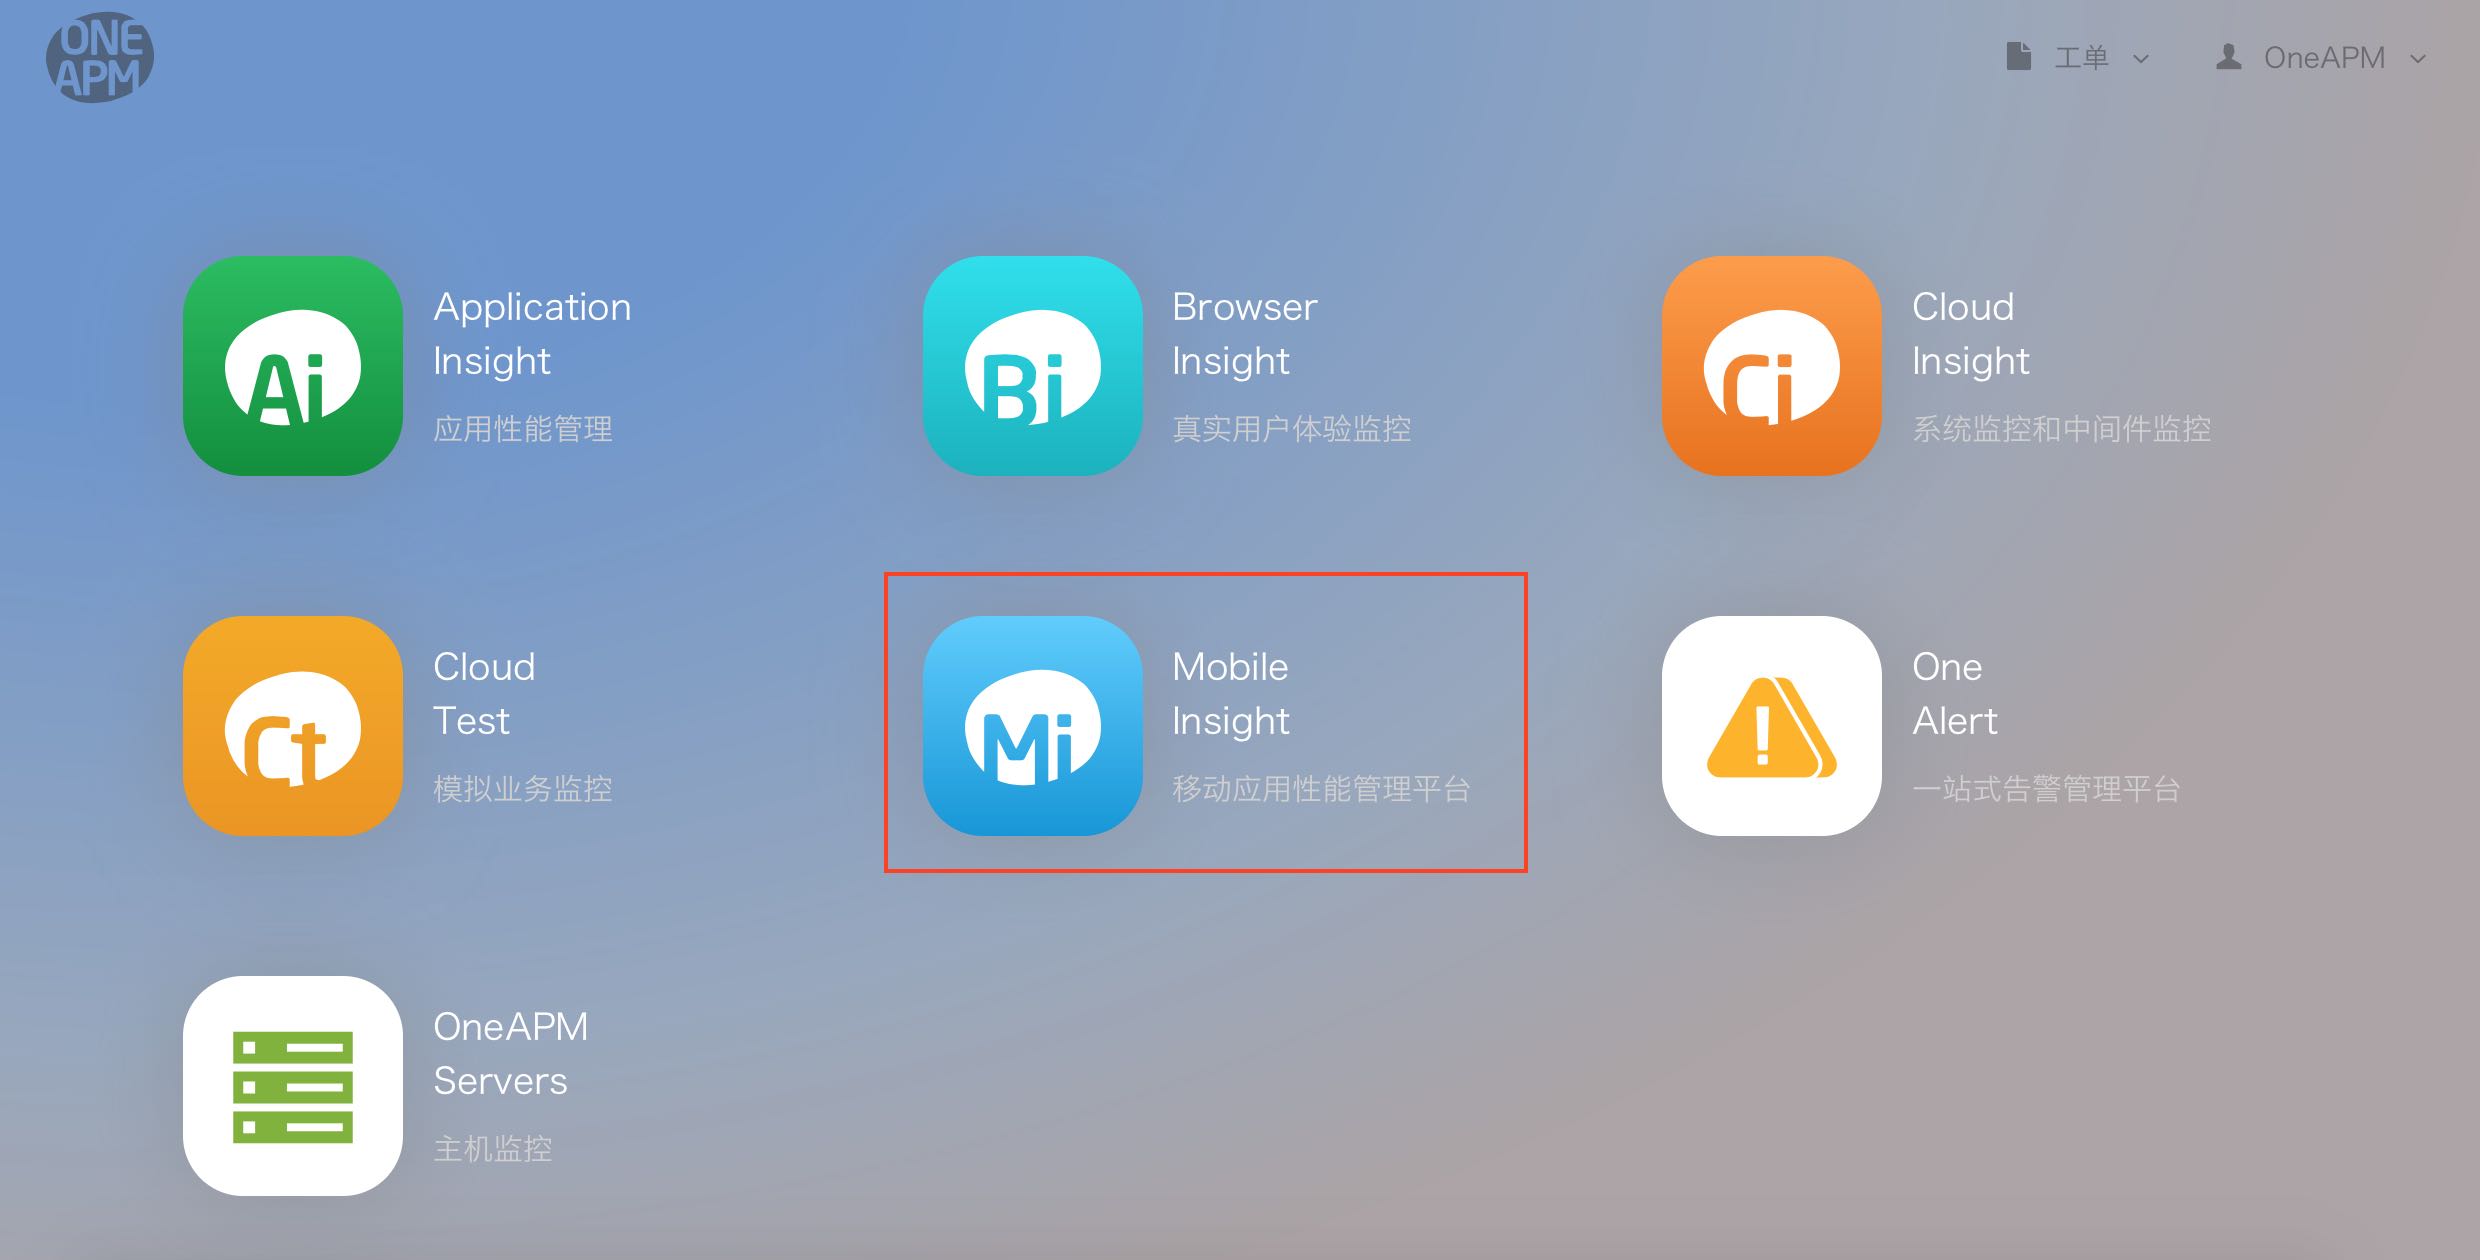 ONE
APM
工单
OneAPM
Ai
Application
Insight
应用性能管理
Bi
Browser
Insight
真实用户体验监控
Ci
Cloud
Insight
系统监控和中间件监控
Ct
Cloud
Test
模拟业务监控
Mi
Mobile
Insight
移动应用性能管理平台
!
One
Alert
一站式告警管理平台
OneAPM
Servers
主机监控